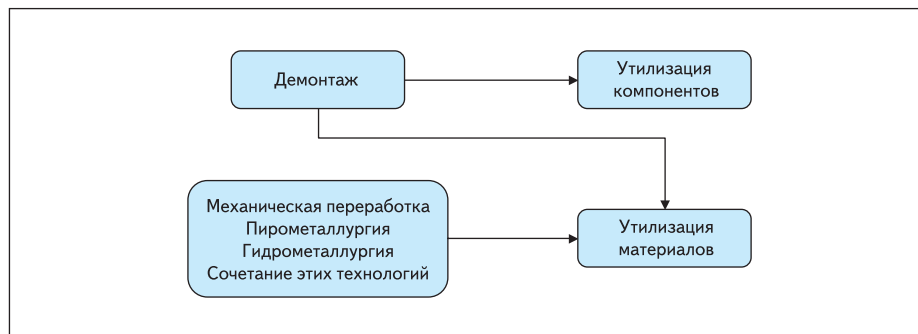 Демонтаж
Утилизация
компонентов
Механическая переработка
Пирометаллургия
Гидрометаллургия
Сочетание этих технологий
Утилизация
материалов